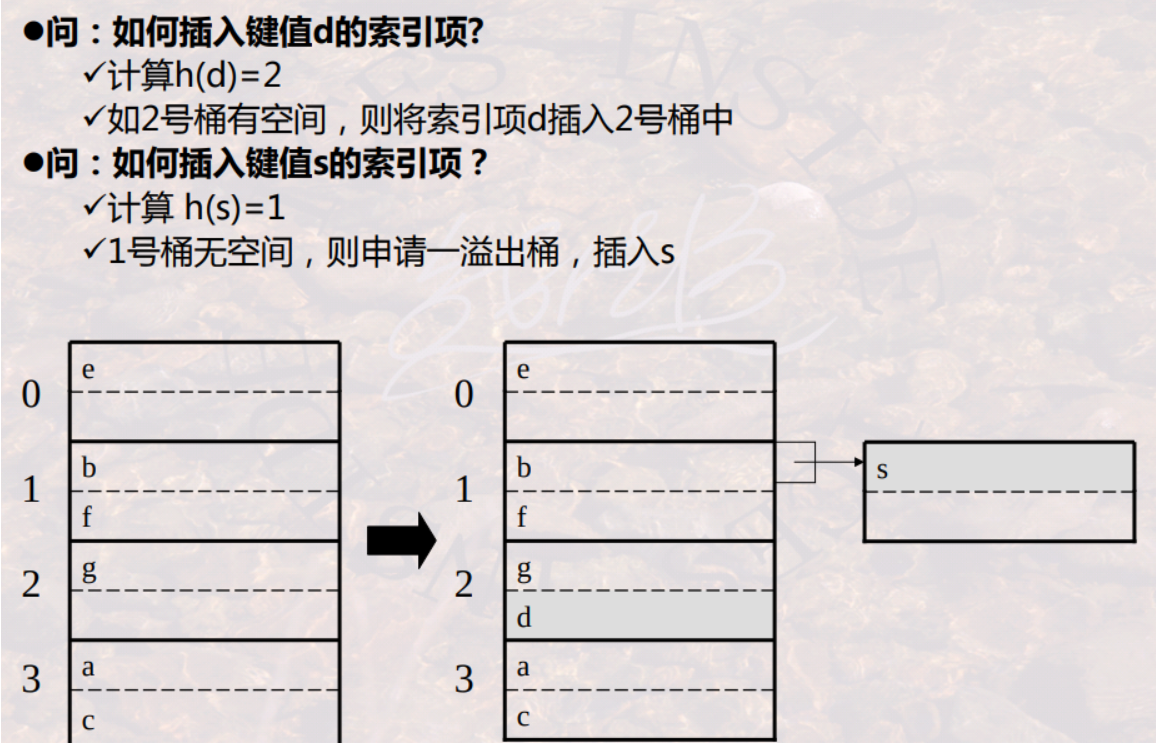 ●问：如何插入键值d的索引项?
✓计算h(d)=2
✓如2号桶有空间，则将索引项d插入2号桶中
●问：如何插入键值s的索引项？
✓计算 h(s)=1
✓1号桶无空间，则申请一溢出桶，插入s
0
e
1
b
f
2
g
3
a
c
0
e
1
b
f
2
g
d
3
a
c
s